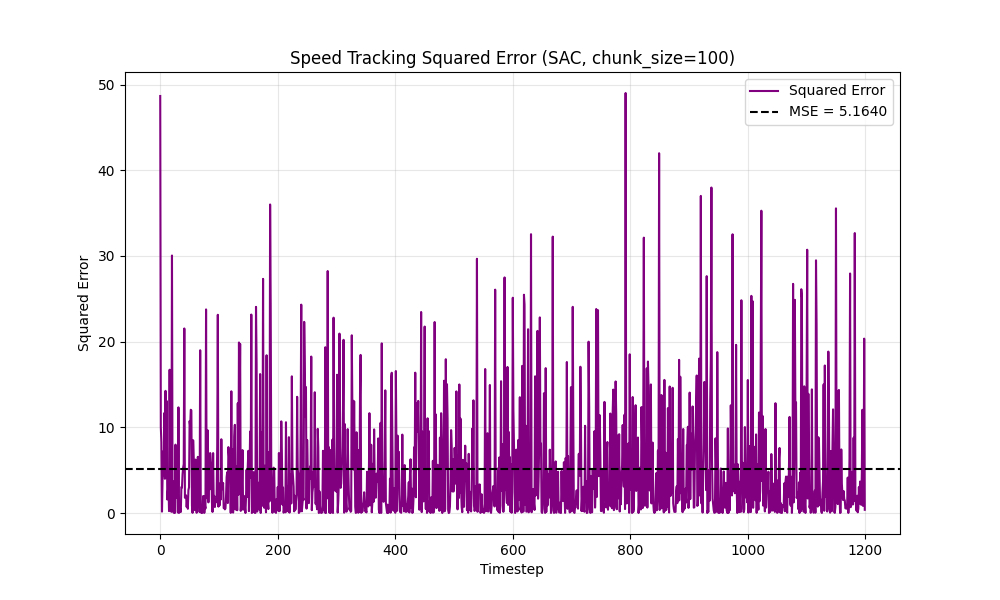 Speed Tracking Squared Error (SAC, chunk_size=100)
Squared Error
MSE = 5.1640
50
40
30
20
10
0
Squared Error
0 200 400 600 800 1000 1200
Timestep